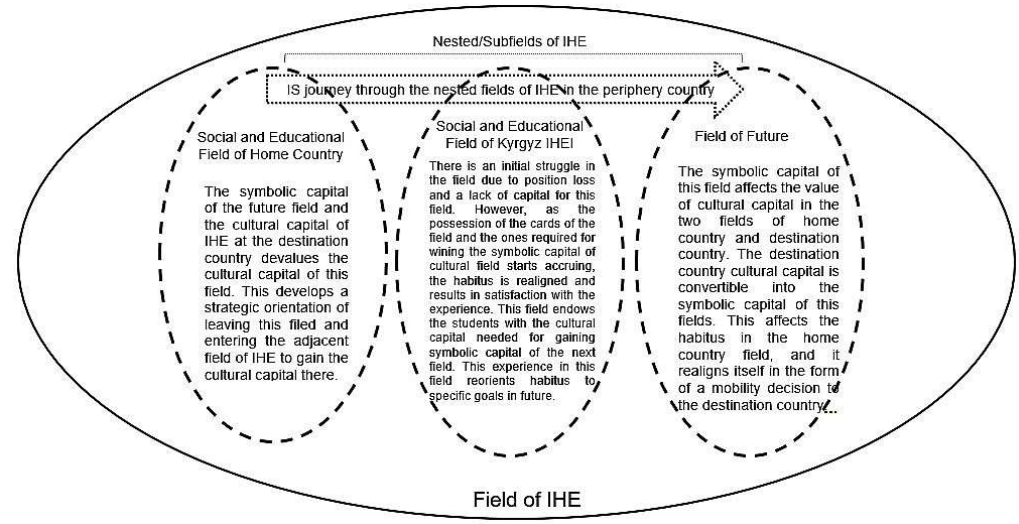 Nested/Subfields of IHE
IS journey through the nested fields of IHE in the periphery country
Social and Educational
Field of Home Country
The symbolic capital
of the future field and
the cultural capital of
IHE at the destination
country devalues the
cultural capital of this
field. This develops a
strategic orientation of
leaving this filed and
entering the adjacent
field of IHE to gain the
cultural capital there.
Social and Educational
Field of Kyrgyz IHEI
There is an initial struggle in
the field due to position loss
and a lack of capital for this
field. However, as the
possession of the cards of the
field and the ones required for
wining the symbolic capital of
cultural field starts accruing,
the habitus is realigned and
results in satisfaction with the
experience. This field endows
the students with the cultural
capital needed for gaining
symbolic capital of the next
field. This experience in this
field reorients habitus to
specific goals in future.
Field of Future
The symbolic capital of
this field affects the value
of cultural capital in the
two fields of home
country and destination
country. The destination
country cultural capital is
convertible into the
symbolic capital of this
fields. This affects the
habitus in the home
country field, and it
realigns itself in the form
of a mobility decision to
the destination country...
Field of IHE